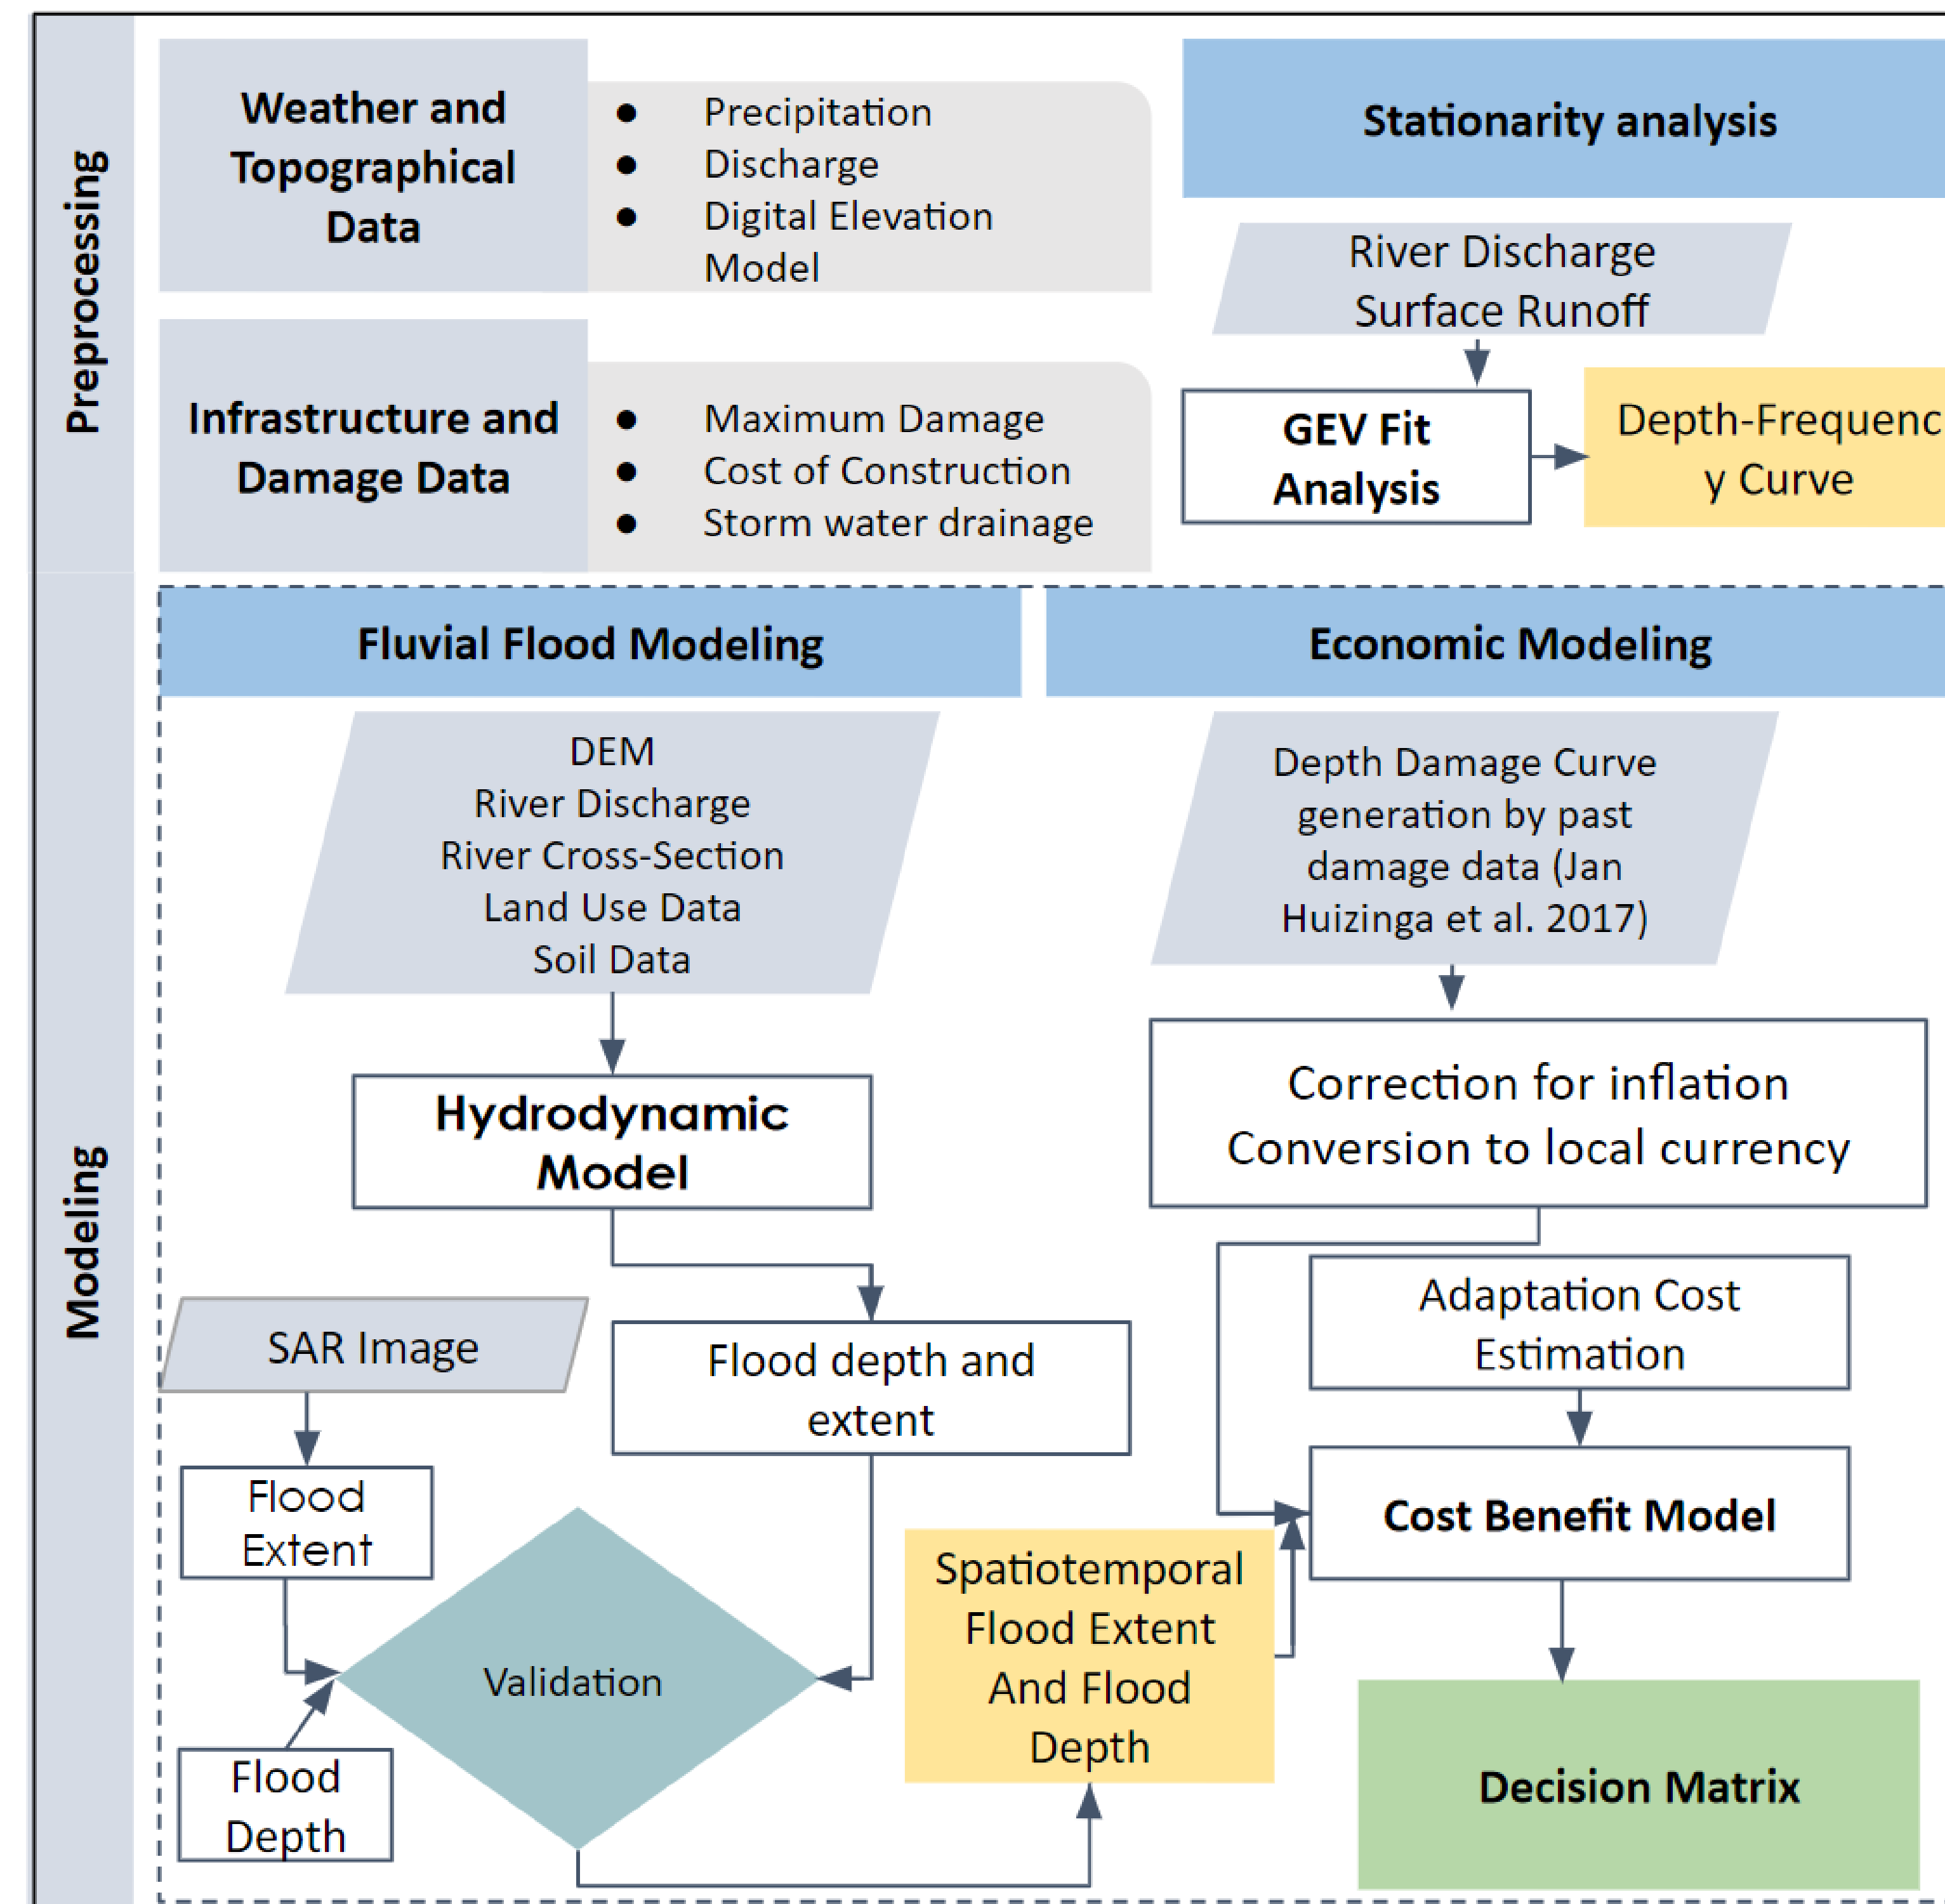 Preprocessing
Weather and
Topographical
Data
● Precipitation
● Discharge
● Digital Elevation
Model
Infrastructure and
Damage Data
● Maximum Damage
● Cost of Construction
● Storm water drainage
Stationarity analysis
River Discharge
Surface Runoff
GEV Fit
Analysis
Depth-Frequenc
y Curve
Modeling
Fluvial Flood Modeling
DEM
River Discharge
River Cross-Section
Land Use Data
Soil Data
Hydrodynamic
Model
SAR Image
Flood depth and
extent
Flood
Extent
Validation
Flood
Depth
Spatiotemporal
Flood Extent
And Flood
Depth
Economic Modeling
Depth Damage Curve
generation by past
damage data (Jan
Huizinga et al. 2017)
Correction for inflation
Conversion to local currency
Adaptation Cost
Estimation
Cost Benefit Model
Decision Matrix